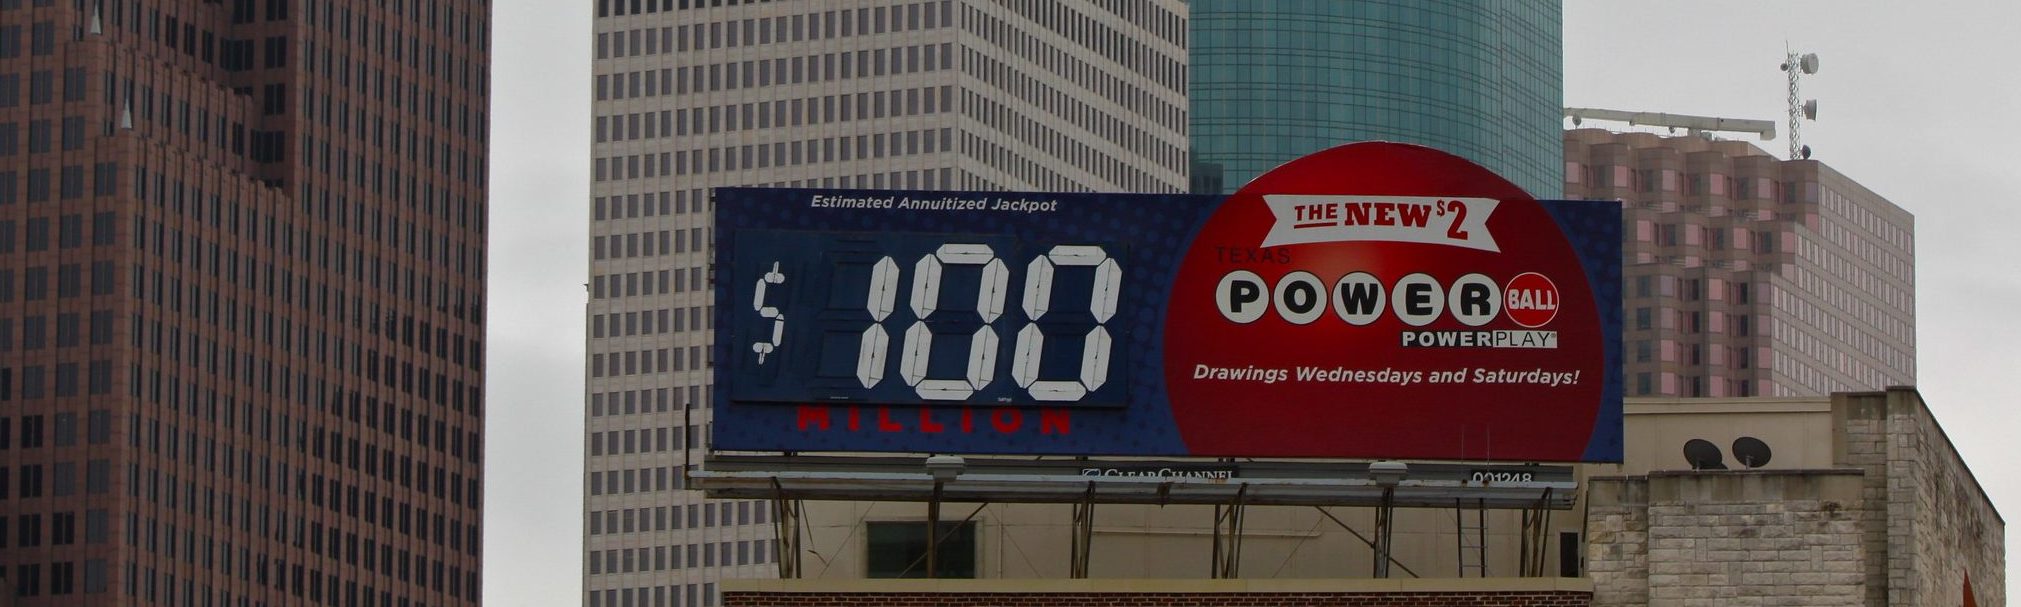 Estimated Annuitized Jackpot
$100
MILLION
THE NEW $2
TEXAS
POWERBALL
POWERPLAY
Drawings Wednesdays and Saturdays!
CLEAR CHANNEL
001248